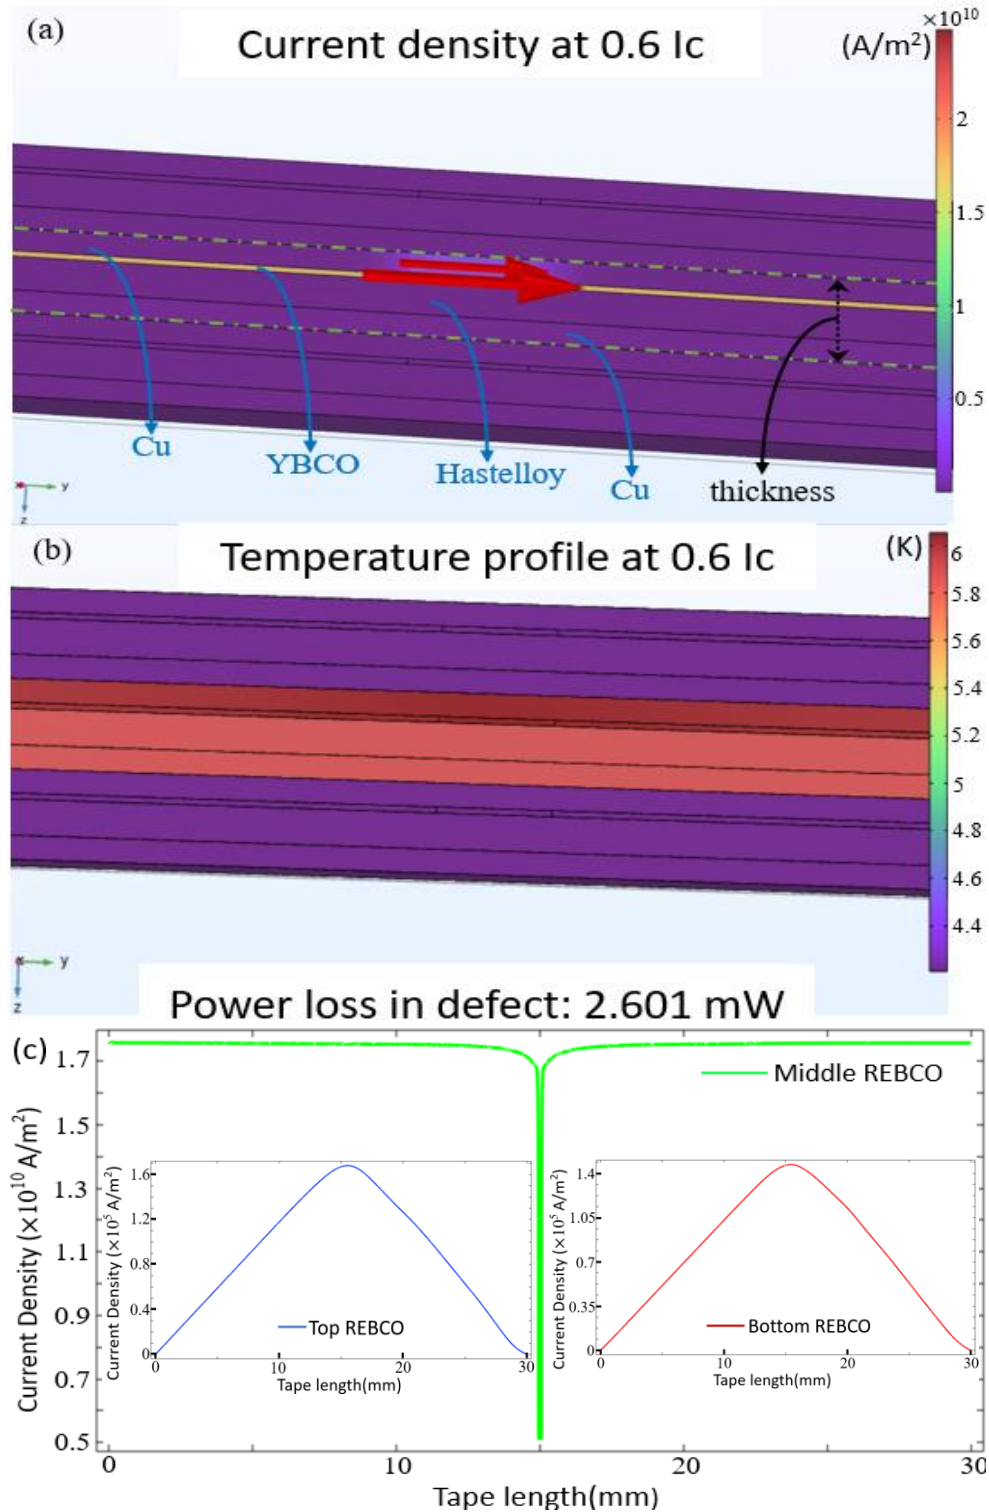 (a)
Current density at 0.6 Ic
×10¹⁰
(A/m²)
2
1.5
1
0.5
Cu
YBCO
Hastelloy
Cu
thickness
x
y
z
(b)
Temperature profile at 0.6 Ic
(K)
6
5.8
5.6
5.4
5.2
5
4.8
4.6
4.4
x
y
z
Power loss in defect: 2.601 mW
(c)
Middle REBCO
Current Density (×10¹⁰ A/m²)
1.7
1.5
1.3
1.1
0.9
0.7
0.5
0
10
20
30
Tape length(mm)
Current Density (×10⁵ A/m²)
1.6
1.2
0.8
0.4
0
Top REBCO
0
10
20
30
Tape length(mm)
Current Density (×10⁵ A/m²)
1.4
1.05
0.7
0.35
0
Bottom REBCO
0
10
20
30
Tape length(mm)